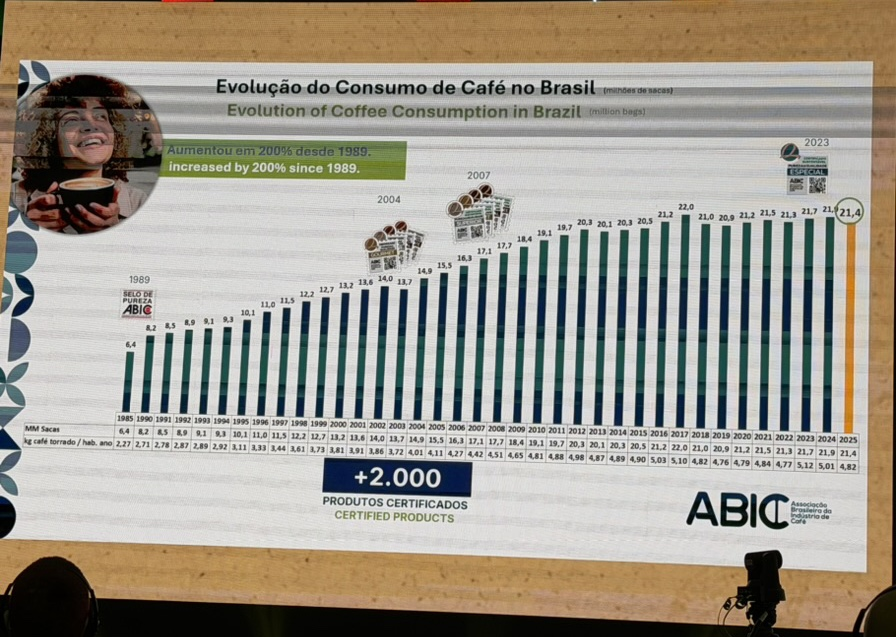 Evolução do Consumo de Café no Brasil (milhões de sacas)
Evolution of Coffee Consumption in Brazil (million bags)
Aumentou em 200% desde 1989.
increased by 200% since 1989.
1989
SELO DE
PUREZA
ABIC
2004
2007
2023
ESPECIAL
6,4 8,2 8,5 8,9 9,1 9,3 10,1 11,0 11,5 12,2 12,7 13,2 13,6 14,0 13,7 14,9 15,5 16,3 17,1 17,7 18,4 19,1 19,7 20,3 20,1 20,3 20,5 21,2 22,0 21,0 20,9 21,2 21,5 21,3 21,7 21,9 21,4
1985 1990 1991 1992 1993 1994 1995 1996 1997 1998 1999 2000 2001 2002 2003 2004 2005 2006 2007 2008 2009 2010 2011 2012 2013 2014 2015 2016 2017 2018 2019 2020 2021 2022 2023 2024 2025
MM Sacas 6,4 8,2 8,5 8,9 9,1 9,3 10,1 11,0 11,5 12,2 12,7 13,2 13,6 14,0 13,7 14,9 15,5 16,3 17,1 17,7 18,4 19,1 19,7 20,3 20,1 20,3 20,5 21,2 22,0 21,0 20,9 21,2 21,5 21,3 21,7 21,9 21,4
kg café torrado / hab. ano 2,27 2,71 2,78 2,87 2,89 2,92 3,11 3,33 3,44 3,61 3,73 3,81 3,91 3,86 3,72 4,01 4,11 4,27 4,42 4,51 4,65 4,81 4,88 4,98 4,87 4,89 4,90 5,03 5,10 4,82 4,76 4,79 4,84 4,77 5,12 5,01 4,82
+2.000
PRODUTOS CERTIFICADOS
CERTIFIED PRODUCTS
ABIC
Associação
Brasileira da
Indústria de
Café